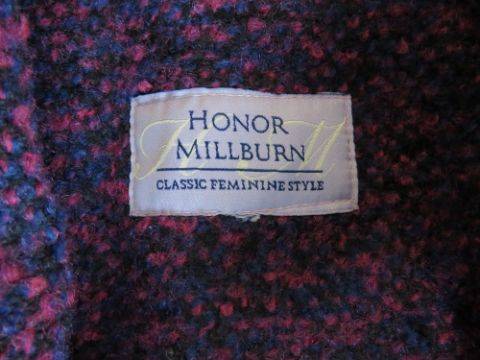 HONOR
MILLBURN
CLASSIC FEMININE STYLE
H M